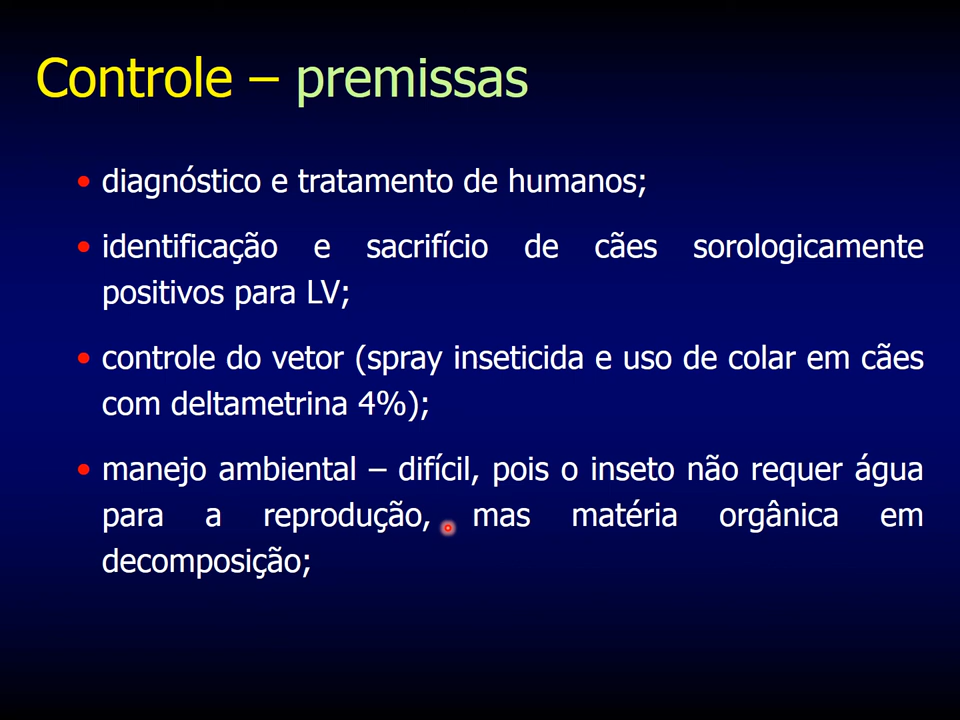 Controle – premissas
• diagnóstico e tratamento de humanos;
• identificação e sacrifício de cães sorologicamente
positivos para LV;
• controle do vetor (spray inseticida e uso de colar em cães
com deltametrina 4%);
• manejo ambiental – difícil, pois o inseto não requer água
para a reprodução, mas matéria orgânica em
decomposição;